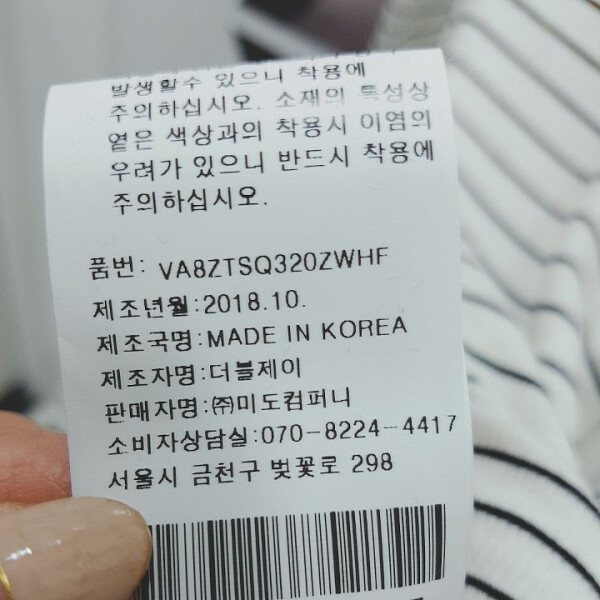 발생할수 있으니 착용에
주의하십시오. 소재의 특성상
옅은 색상과의 착용시 이염의
우려가 있으니 반드시 착용에
주의하십시오.
품번: VA8ZTSQ320ZWHF
제조년월:2018.10.
제조국명:MADE IN KOREA
제조자명:더블제이
판매자명:㈜미도컴퍼니
소비자상담실:070-8224-4417
서울시 금천구 벚꽃로 298